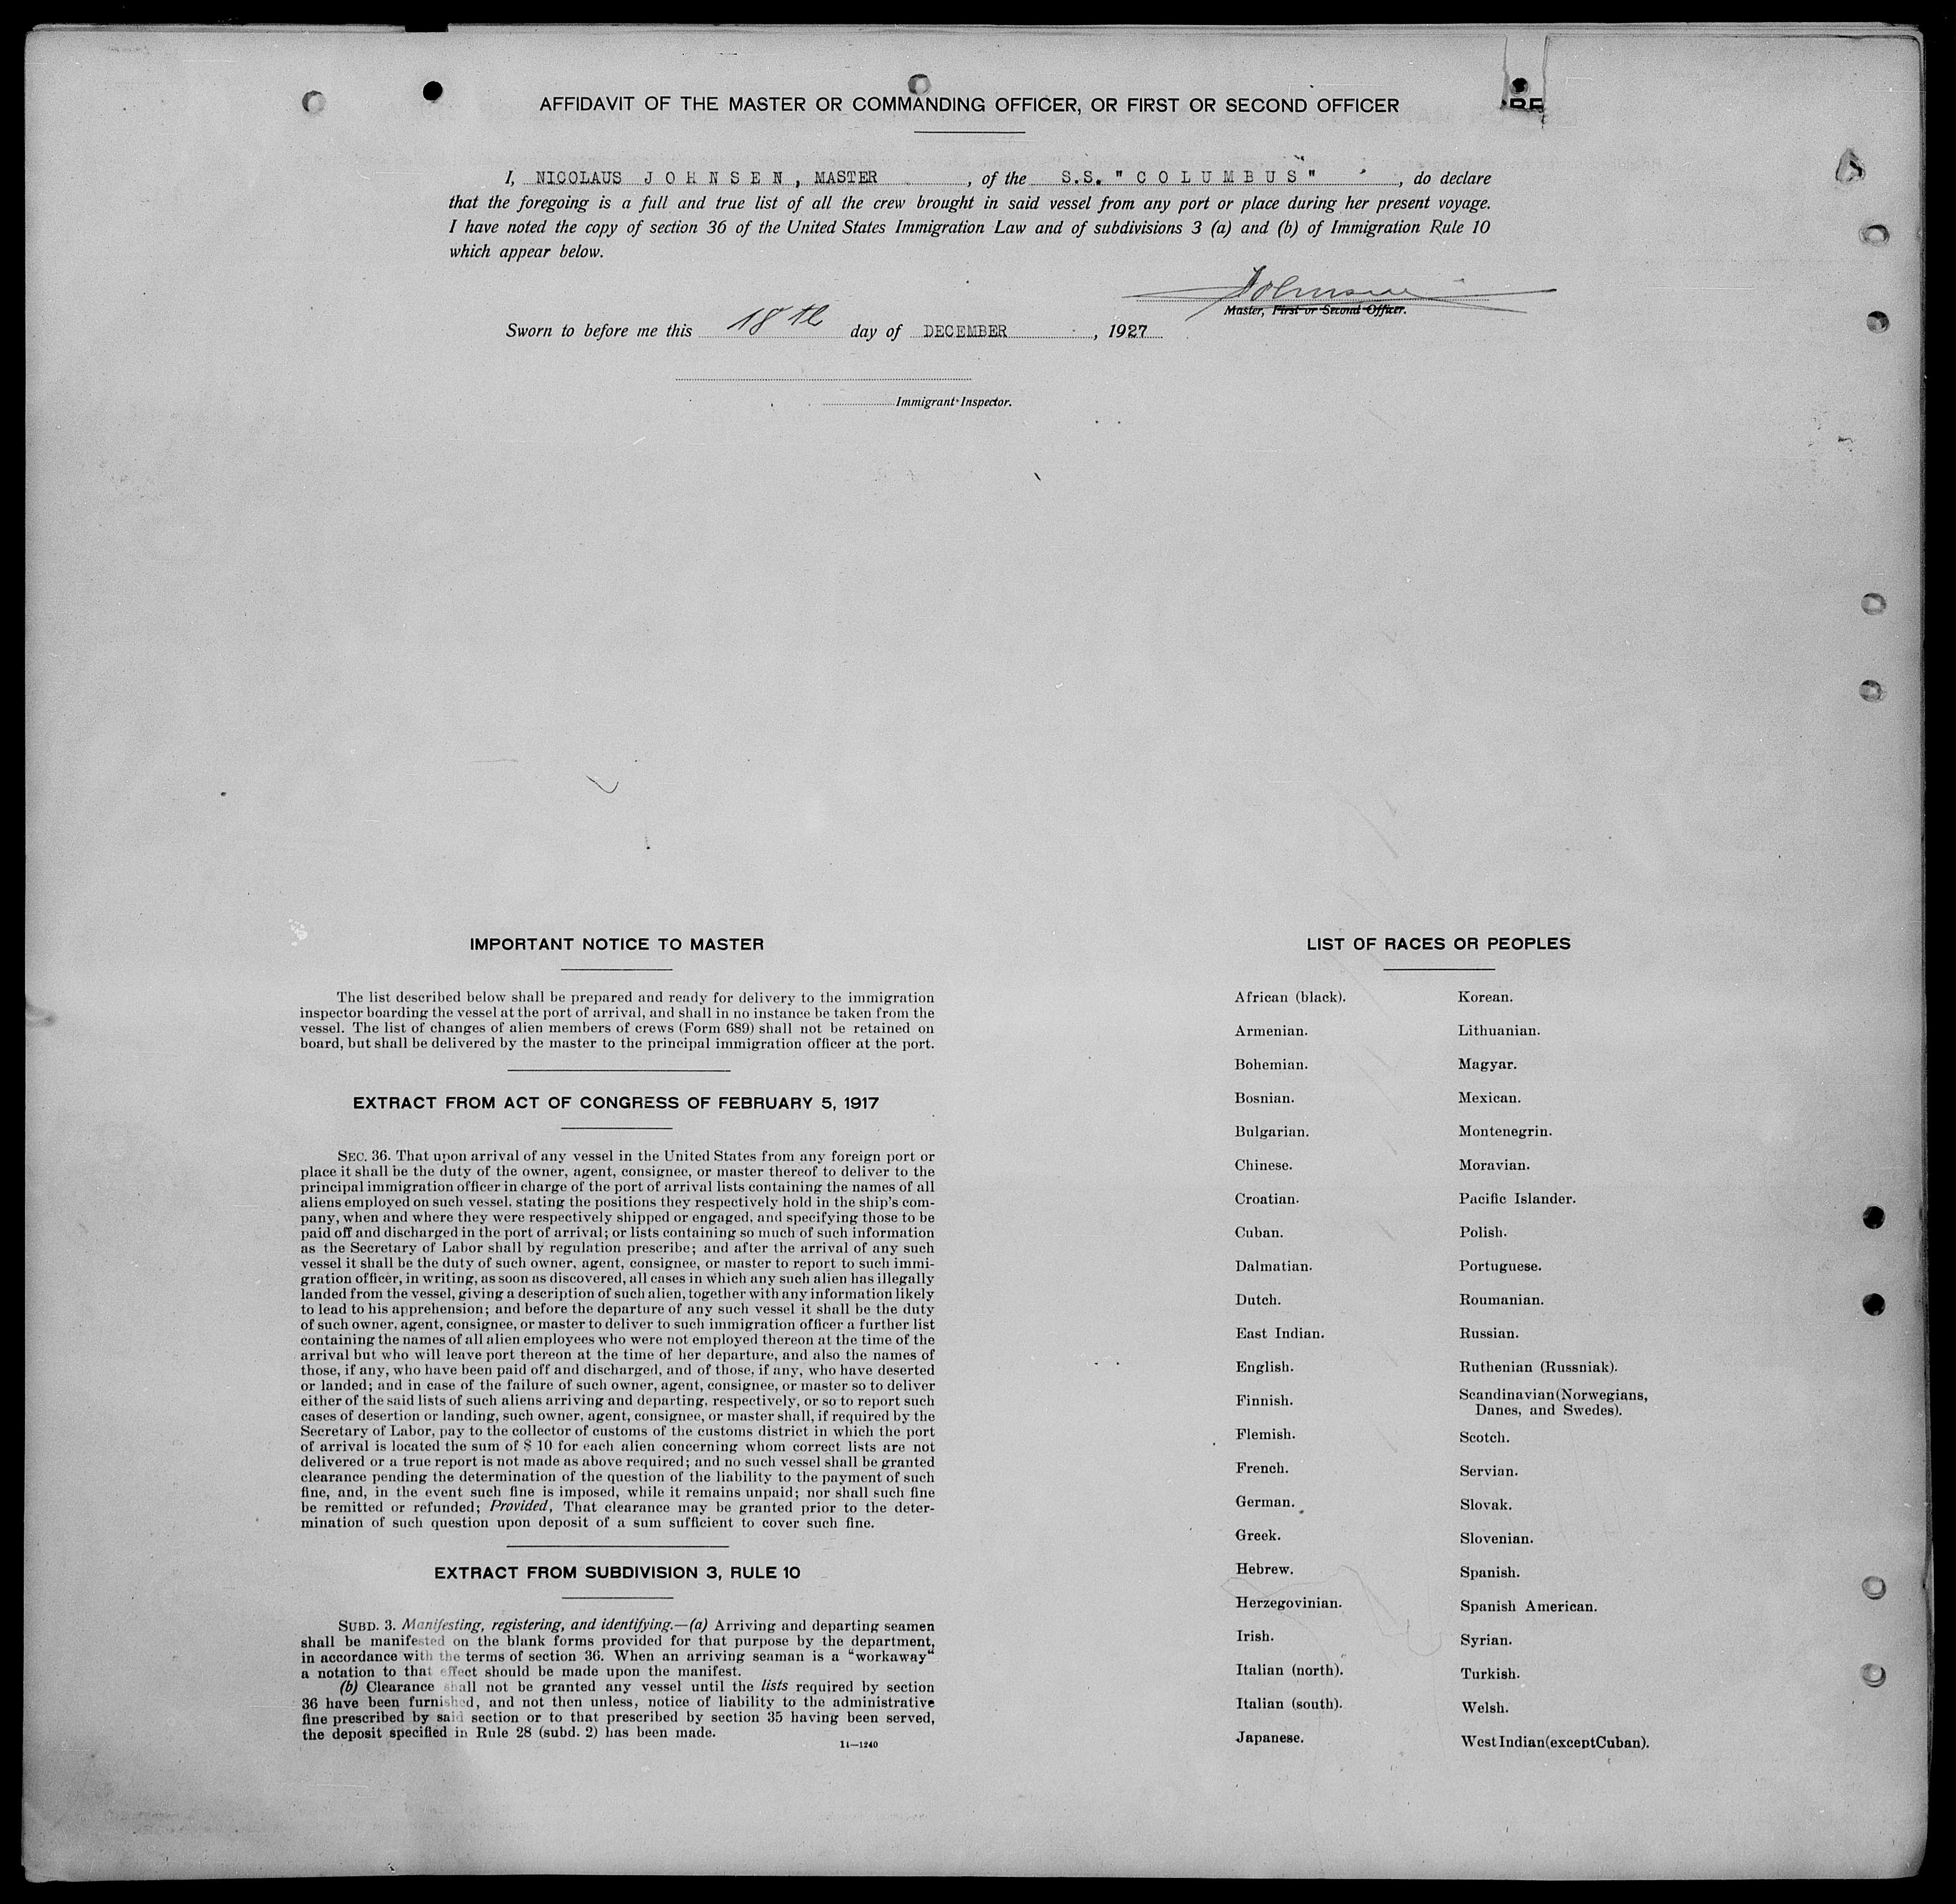 AFFIDAVIT OF THE MASTER OR COMMANDING OFFICER, OR FIRST OR SECOND OFFICER
I, NICOLAUS J O H N S E N , MASTER , of the S.S. " C O L U M B U S " , do declare
that the foregoing is a full and true list of all the crew brought in said vessel from any port or place during her present voyage.
I have noted the copy of section 36 of the United States Immigration Law and of subdivisions 3 (a) and (b) of Immigration Rule 10
which appear below.
Johnsen
Master, First or Second Officer.
Sworn to before me this 18th day of DECEMBER , 1927
Immigrant Inspector.
IMPORTANT NOTICE TO MASTER
The list described below shall be prepared and ready for delivery to the immigration
inspector boarding the vessel at the port of arrival, and shall in no instance be taken from the
vessel. The list of changes of alien members of crews (Form 689) shall not be retained on
board, but shall be delivered by the master to the principal immigration officer at the port.
EXTRACT FROM ACT OF CONGRESS OF FEBRUARY 5, 1917
SEC. 36. That upon arrival of any vessel in the United States from any foreign port or
place it shall be the duty of the owner, agent, consignee, or master thereof to deliver to the
principal immigration officer in charge of the port of arrival lists containing the names of all
aliens employed on such vessel, stating the positions they respectively hold in the ship's com-
pany, when and where they were respectively shipped or engaged, and specifying those to be
paid off and discharged in the port of arrival; or lists containing so much of such information
as the Secretary of Labor shall by regulation prescribe; and after the arrival of any such
vessel it shall be the duty of such owner, agent, consignee, or master to report to such immi-
gration officer, in writing, as soon as discovered, all cases in which any such alien has illegally
landed from the vessel, giving a description of such alien, together with any information likely
to lead to his apprehension; and before the departure of any such vessel it shall be the duty
of such owner, agent, consignee, or master to deliver to such immigration officer a further list
containing the names of all alien employees who were not employed thereon at the time of the
arrival but who will leave port thereon at the time of her departure, and also the names of
those, if any, who have been paid off and discharged, and of those, if any, who have deserted
or landed; and in case of the failure of such owner, agent, consignee, or master so to deliver
either of the said lists of such aliens arriving and departing, respectively, or so to report such
cases of desertion or landing, such owner, agent, consignee, or master shall, if required by the
Secretary of Labor, pay to the collector of customs of the customs district in which the port
of arrival is located the sum of $ 10 for each alien concerning whom correct lists are not
delivered or a true report is not made as above required; and no such vessel shall be granted
clearance pending the determination of the question of the liability to the payment of such
fine, and, in the event such fine is imposed, while it remains unpaid; nor shall such fine
be remitted or refunded; Provided, That clearance may be granted prior to the deter-
mination of such question upon deposit of a sum sufficient to cover such fine.
EXTRACT FROM SUBDIVISION 3, RULE 10
SUBD. 3. Manifesting, registering, and identifying.—(a) Arriving and departing seamen
shall be manifested on the blank forms provided for that purpose by the department,
in accordance with the terms of section 36. When an arriving seaman is a "workaway"
a notation to that effect should be made upon the manifest.
(b) Clearance shall not be granted any vessel until the lists required by section
36 have been furnished, and not then unless, notice of liability to the administrative
fine prescribed by said section or to that prescribed by section 35 having been served,
the deposit specified in Rule 28 (subd. 2) has been made.
14—1240
LIST OF RACES OR PEOPLES
African (black).
Armenian.
Bohemian.
Bosnian.
Bulgarian.
Chinese.
Croatian.
Cuban.
Dalmatian.
Dutch.
East Indian.
English.
Finnish.
Flemish.
French.
German.
Greek.
Hebrew.
Herzegovinian.
Irish.
Italian (north).
Italian (south).
Japanese.
Korean.
Lithuanian.
Magyar.
Mexican.
Montenegrin.
Moravian.
Pacific Islander.
Polish.
Portuguese.
Roumanian.
Russian.
Ruthenian (Russniak).
Scandinavian(Norwegians,
Danes, and Swedes).
Scotch.
Servian.
Slovak.
Slovenian.
Spanish.
Spanish American.
Syrian.
Turkish.
Welsh.
West Indian(except Cuban).